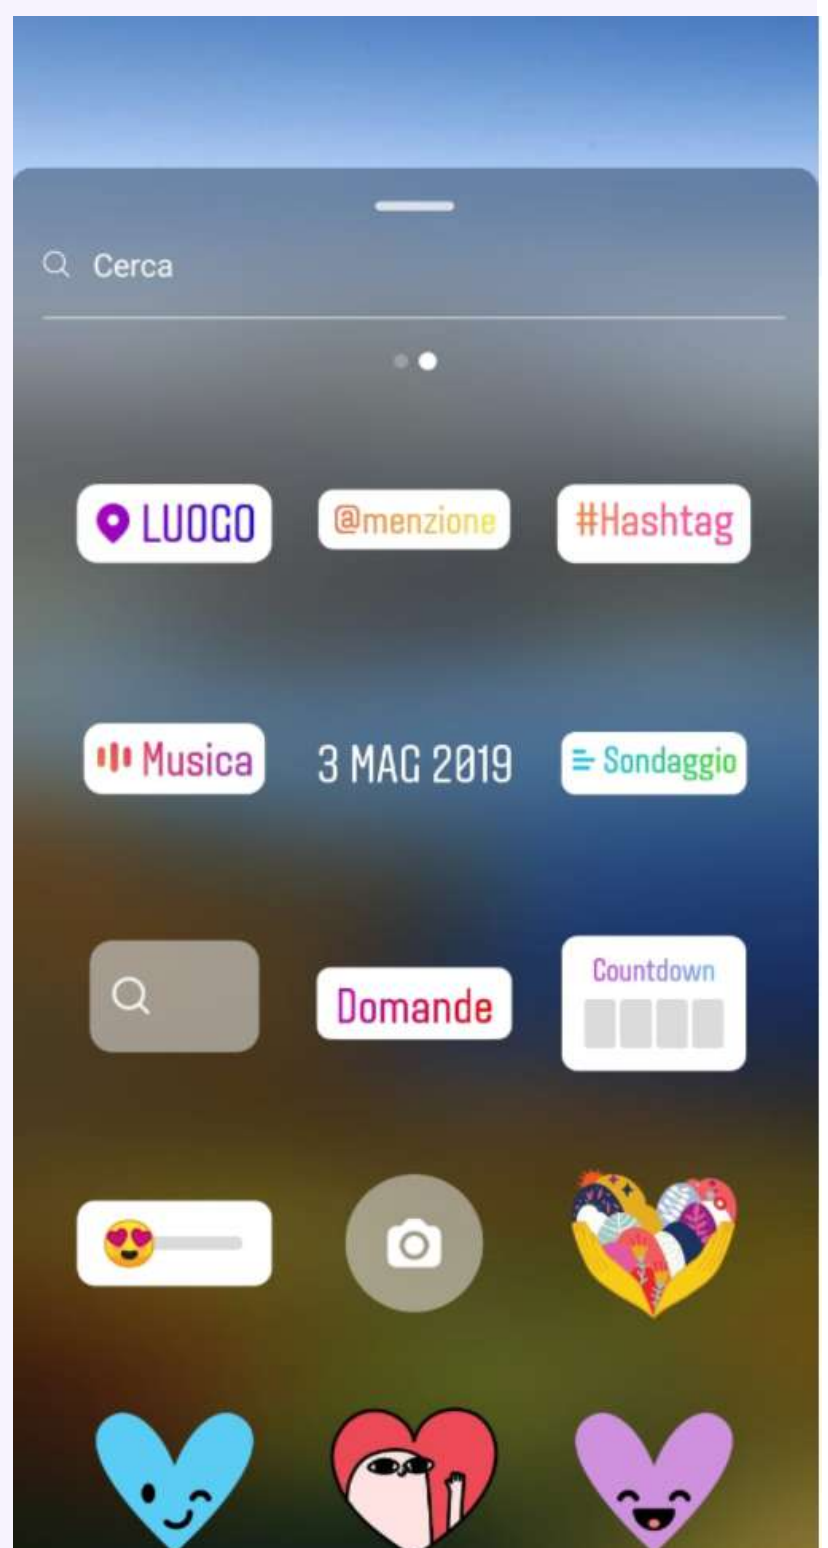 Cerca
LUOGO
@menzione
#Hashtag
Musica
3 MAG 2019
Sondaggio
Domande
Countdown